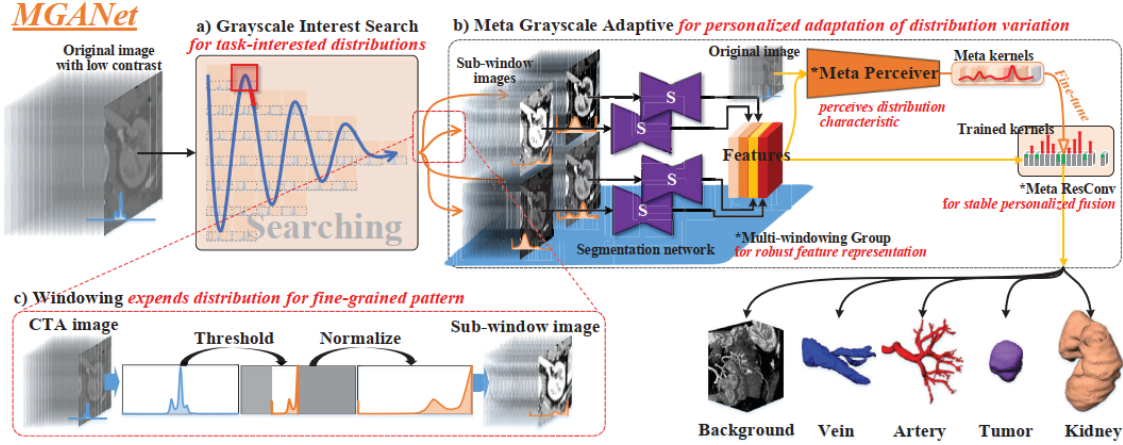 MGANet
Original image
with low contrast
a) Grayscale Interest Search
for task-interested distributions
Searching
b) Meta Grayscale Adaptive for personalized adaptation of distribution variation
Sub-window
images
S
S
S
S
Segmentation network
Features
*Multi-windowing Group
for robust feature representation
Original image
*Meta Perceiver
perceives distribution
characteristic
Meta kernels
Fine-tune
Trained kernels
*Meta ResConv
for stable personalized fusion
c) Windowing expends distribution for fine-grained pattern
CTA image
Threshold
Normalize
Sub-window image
Background
Vein
Artery
Tumor
Kidney